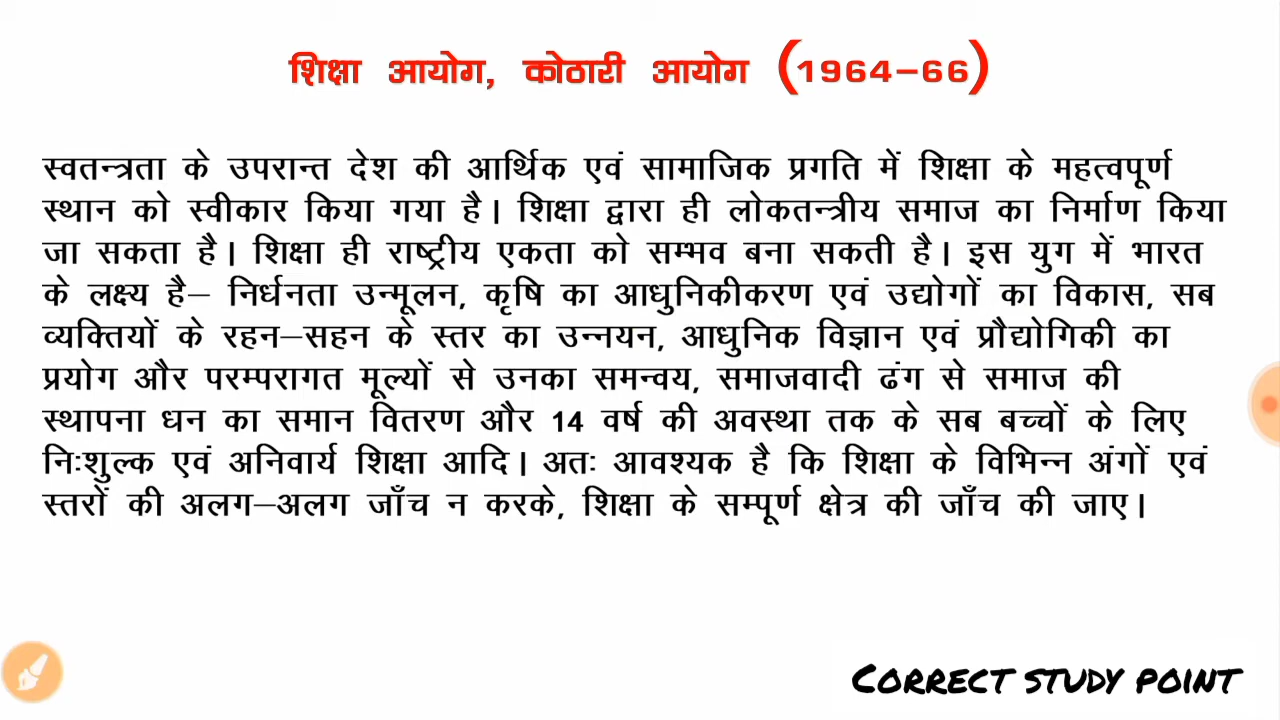 शिक्षा आयोग, कोठारी आयोग (1964–66)
स्वतन्त्रता के उपरान्त देश की आर्थिक एवं सामाजिक प्रगति में शिक्षा के महत्वपूर्ण
स्थान को स्वीकार किया गया है। शिक्षा द्वारा ही लोकतन्त्रीय समाज का निर्माण किया
जा सकता है। शिक्षा ही राष्ट्रीय एकता को सम्भव बना सकती है। इस युग में भारत
के लक्ष्य है– निर्धनता उन्मूलन, कृषि का आधुनिकीकरण एवं उद्योगों का विकास, सब
व्यक्तियों के रहन–सहन के स्तर का उन्नयन, आधुनिक विज्ञान एवं प्रौद्योगिकी का
प्रयोग और परम्परागत मूल्यों से उनका समन्वय, समाजवादी ढंग से समाज की
स्थापना धन का समान वितरण और 14 वर्ष की अवस्था तक के सब बच्चों के लिए
निःशुल्क एवं अनिवार्य शिक्षा आदि। अतः आवश्यक है कि शिक्षा के विभिन्न अंगों एवं
स्तरों की अलग–अलग जाँच न करके, शिक्षा के सम्पूर्ण क्षेत्र की जाँच की जाए।
CORRECT STUDY POINT